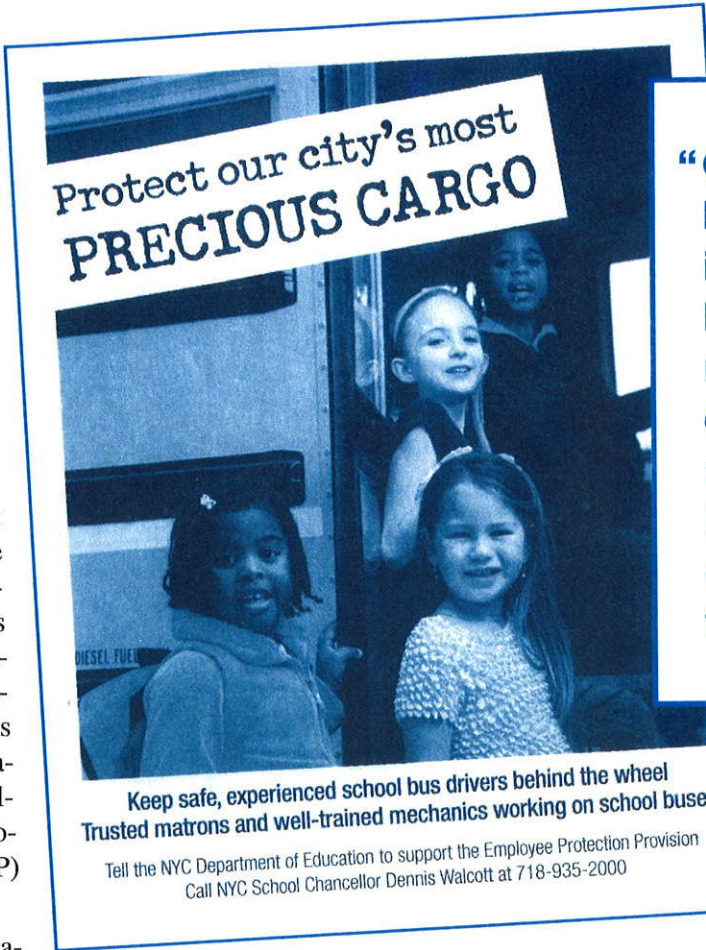 Protect our city's most
PRECIOUS CARGO
DIESEL FUEL
Keep safe, experienced school bus drivers behind the wheel
Trusted matrons and well-trained mechanics working on school buse
Tell the NYC Department of Education to support the Employee Protection Provision
Call NYC School Chancellor Dennis Walcott at 718-935-2000
P)